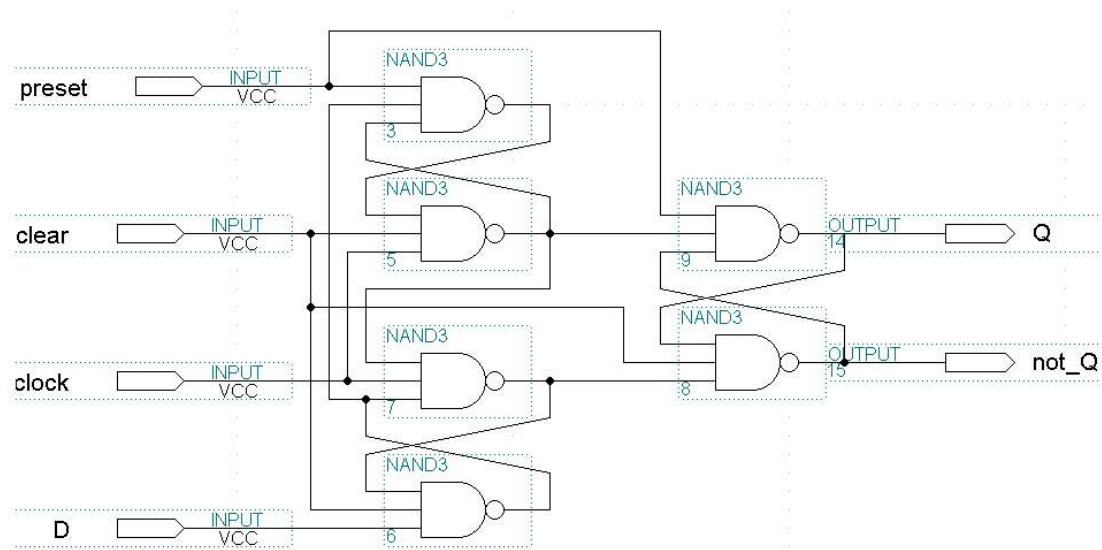 NAND3
preset
INPUT
VCC
3
NAND3
NAND3
clear
INPUT
VCC
5
9
OUTPUT
14
Q
NAND3
NAND3
clock
INPUT
VCC
7
8
OUTPUT
15
not_Q
NAND3
D
INPUT
VCC
6